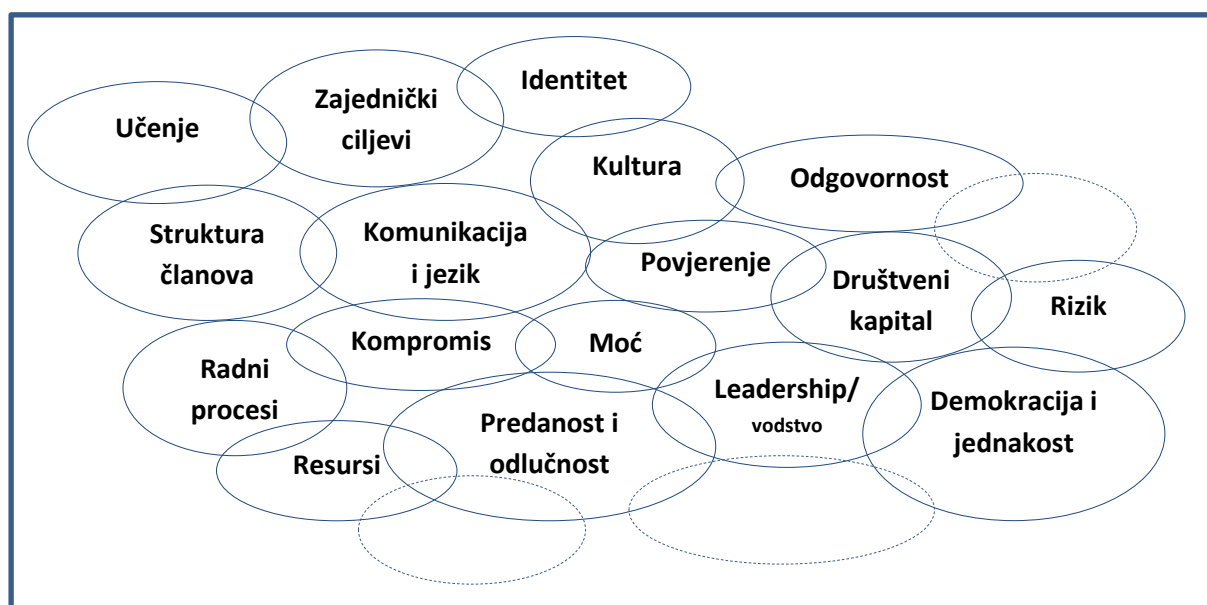 Učenje
Zajednički
ciljevi
Identitet
Kultura
Odgovornost
Struktura
članova
Komunikacija
i jezik
Povjerenje
Društveni
kapital
Rizik
Radni
procesi
Kompromis
Moć
Leadership/
vodstvo
Demokracija i
jednakost
Resursi
Predanost i
odlučnost